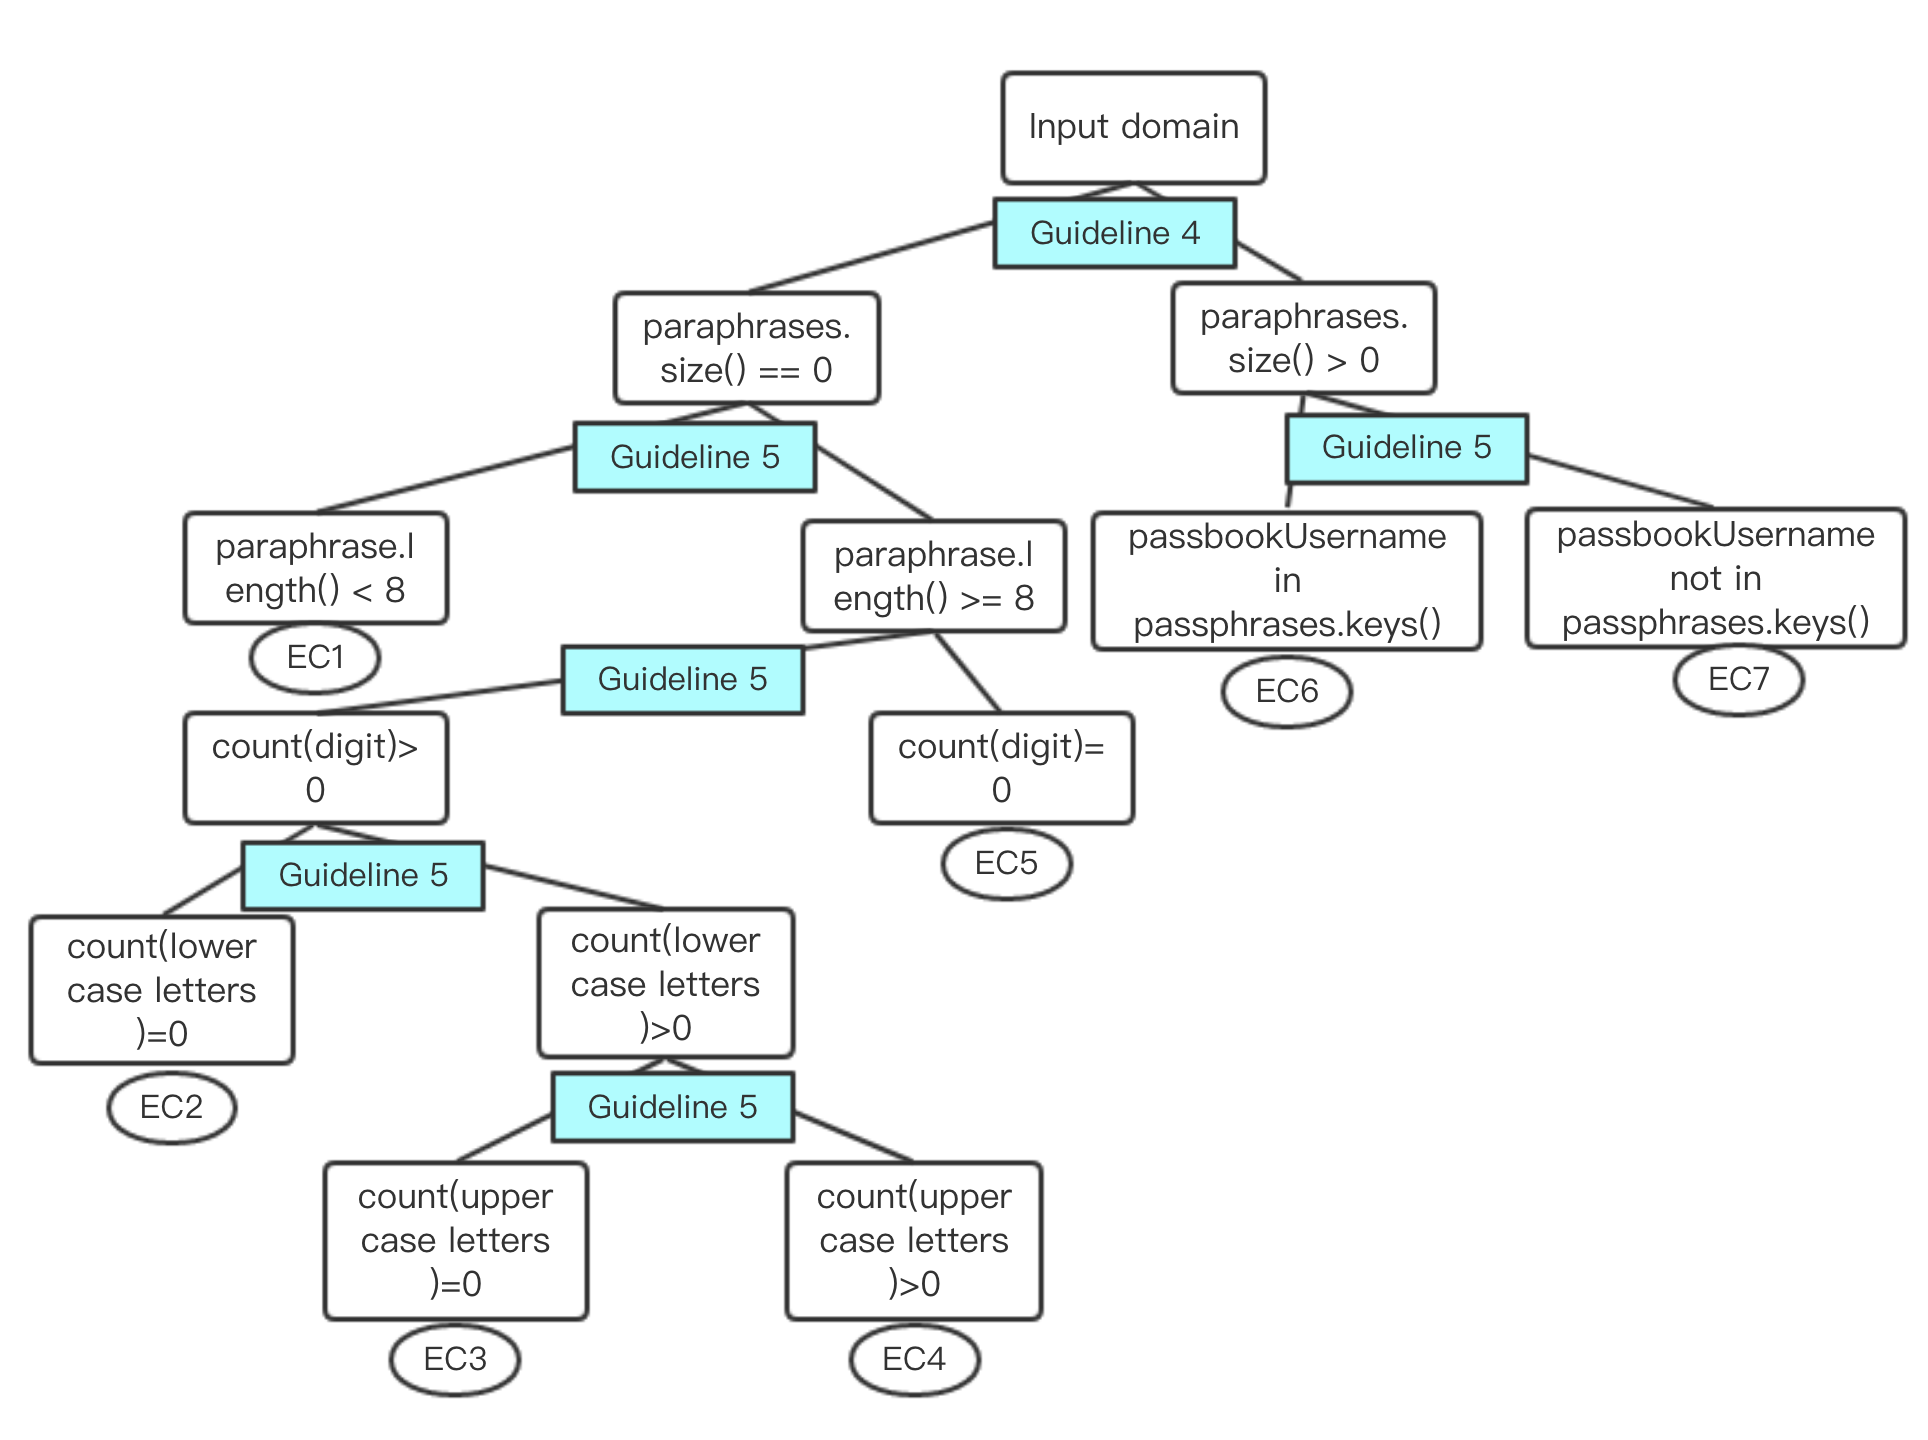 Input domain
Guideline 4
paraphrases.
size() == 0
paraphrases.
size() > 0
Guideline 5
Guideline 5
paraphrase.l
ength() < 8
EC1
paraphrase.l
ength() >= 8
passbookUsername
in
passphrases.keys()
EC6
passbookUsername
not in
passphrases.keys()
EC7
Guideline 5
count(digit)>
0
count(digit)=
0
EC5
Guideline 5
count(lower
case letters
)=0
EC2
count(lower
case letters
)>0
Guideline 5
count(upper
case letters
)=0
EC3
count(upper
case letters
)>0
EC4